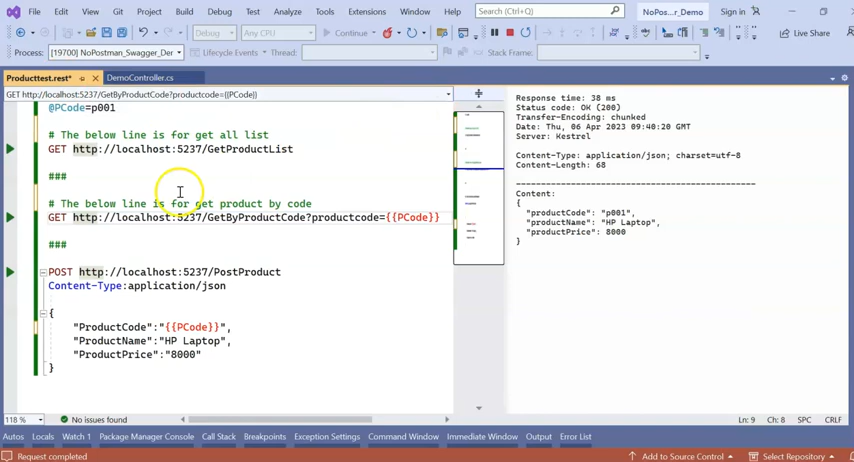 File Edit View Git Project Build Debug Test Analyze Tools Extensions Window Help Search (Ctrl+Q) NoPos...r_Demo Sign in
Debug Any CPU Continue Live Share
Process: [19700] NoPostman_Swagger_De Lifecycle Events Thread: Stack Frame:
Producttest.rest* DemoController.cs
GET http://localhost:5237/GetByProductCode?productcode={{PCode}}
@PCode=p001
# The below line is for get all list
GET http://localhost:5237/GetProductList
###
# The below line is for get product by code
GET http://localhost:5237/GetByProductCode?productcode={{PCode}}
###
POST http://localhost:5237/PostProduct
Content-Type:application/json
{
"ProductCode":"{{PCode}}",
"ProductName":"HP Laptop",
"ProductPrice":"8000"
}
Response time: 38 ms
Status code: OK (200)
Transfer-Encoding: chunked
Date: Thu, 06 Apr 2023 09:40:20 GMT
Server: Kestrel
Content-Type: application/json; charset=utf-8
Content-Length: 68
------------------------------------------------
Content:
{
"productCode": "p001",
"productName": "HP Laptop",
"productPrice": 8000
}
118 % No issues found Ln: 9 Ch: 8 SPC CRLF
Autos Locals Watch 1 Package Manager Console Call Stack Breakpoints Exception Settings Command Window Immediate Window Output Error List
Request completed Add to Source Control Select Repository